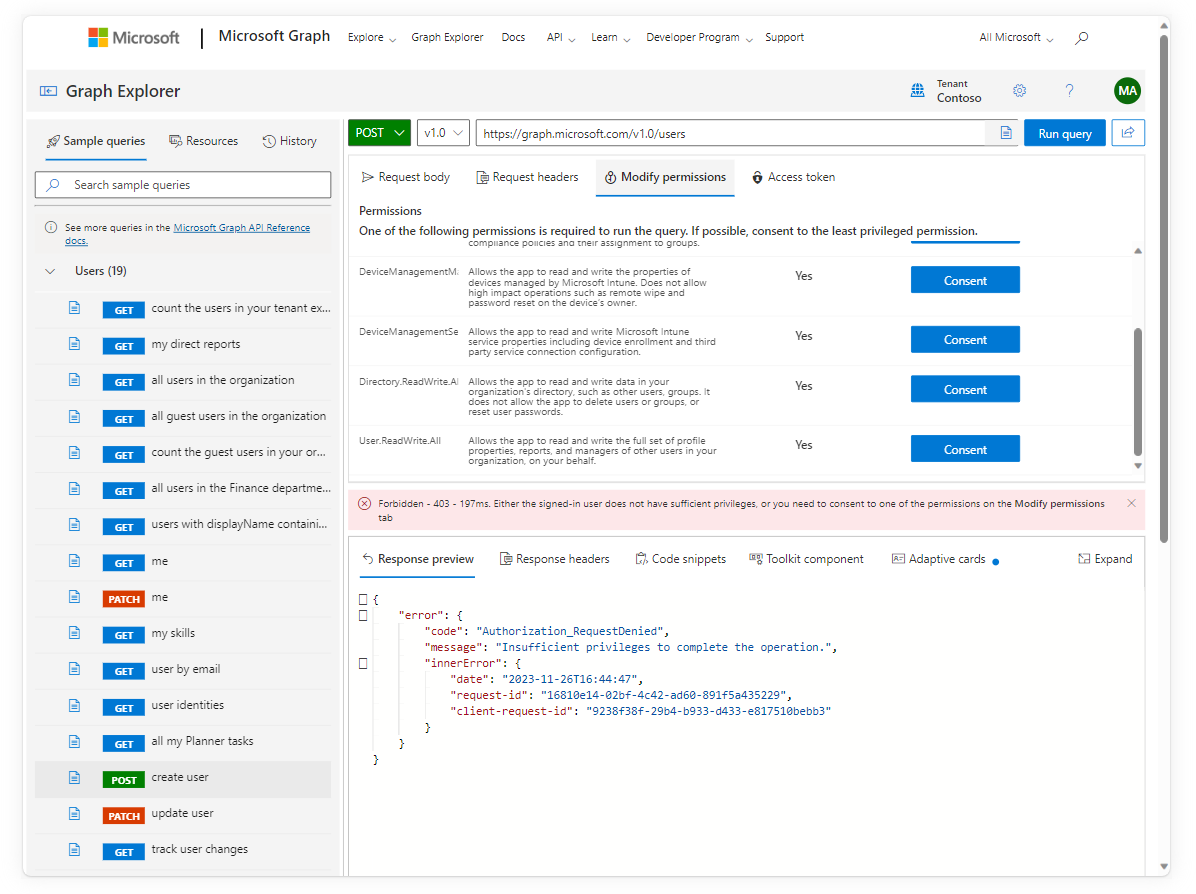 Microsoft | Microsoft Graph Explore Graph Explorer Docs API Learn Developer Program Support All Microsoft
Graph Explorer
Tenant
Contoso
MA
Sample queries Resources History
Search sample queries
See more queries in the Microsoft Graph API Reference
docs.
Users (19)
GET count the users in your tenant ex...
GET my direct reports
GET all users in the organization
GET all guest users in the organization
GET count the guest users in your or...
GET all users in the Finance departme...
GET users with displayName containi...
GET me
PATCH me
GET my skills
GET user by email
GET user identities
GET all my Planner tasks
POST create user
PATCH update user
GET track user changes
POST v1.0 https://graph.microsoft.com/v1.0/users Run query
Request body Request headers Modify permissions Access token
Permissions
One of the following permissions is required to run the query. If possible, consent to the least privileged permission.
compliance policies and their assignment to groups.
DeviceManagementMa Allows the app to read and write the properties of Yes Consent
devices managed by Microsoft Intune. Does not allow
high impact operations such as remote wipe and
password reset on the device's owner.
DeviceManagementSe Allows the app to read and write Microsoft Intune Yes Consent
service properties including device enrollment and third
party service connection configuration.
Directory.ReadWrite.Al Allows the app to read and write data in your Yes Consent
organization's directory, such as other users, groups. It
does not allow the app to delete users or groups, or
reset user passwords.
User.ReadWrite.All Allows the app to read and write the full set of profile Yes Consent
properties, reports, and managers of other users in your
organization, on your behalf.
Forbidden - 403 - 197ms. Either the signed-in user does not have sufficient privileges, or you need to consent to one of the permissions on the Modify permissions
tab
Response preview Response headers Code snippets Toolkit component Adaptive cards Expand
{
"error": {
"code": "Authorization_RequestDenied",
"message": "Insufficient privileges to complete the operation.",
"innerError": {
"date": "2023-11-26T16:44:47",
"request-id": "16810e14-02bf-4c42-ad60-891f5a435229",
"client-request-id": "9238f38f-29b4-b933-d433-e817510bebb3"
}
}
}